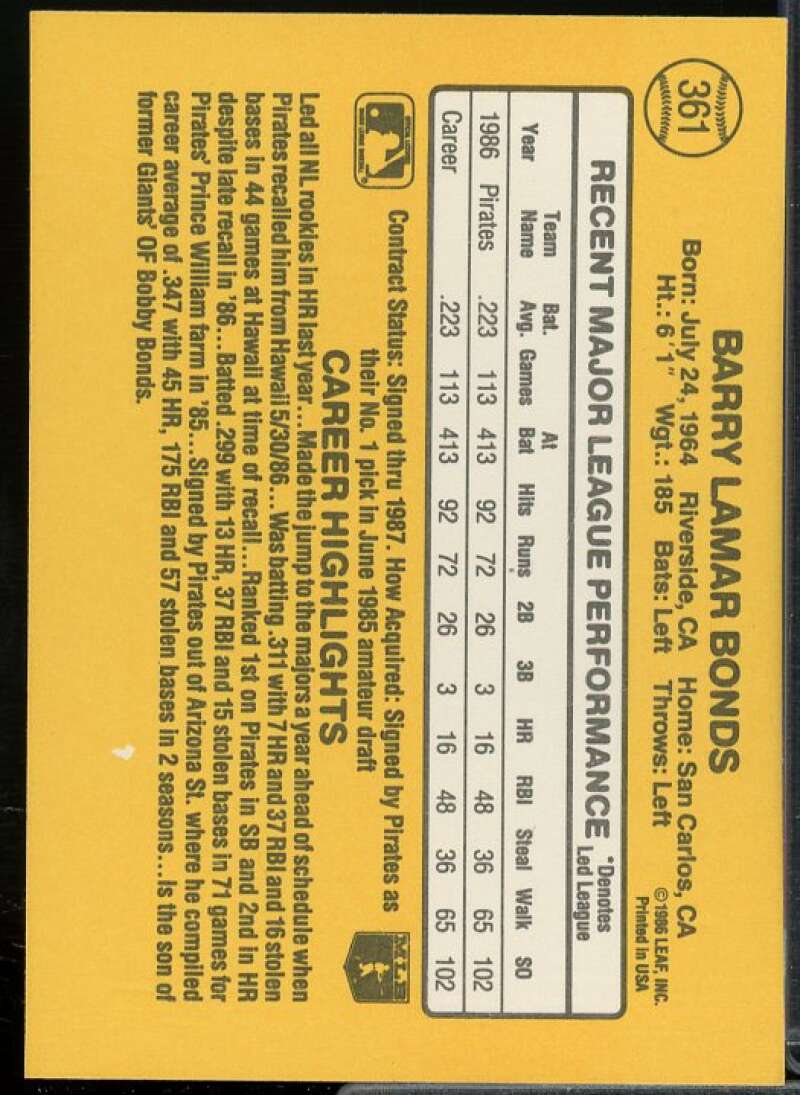 361
BARRY LAMAR BONDS
Born: July 24, 1964 Riverside, CA Home: San Carlos, CA
Ht.: 6'1" Wgt.: 185 Bats: Left Throws: Left
©1986 LEAF, INC.
Printed in USA
RECENT MAJOR LEAGUE PERFORMANCE *Denotes Led League
Year Team Name Bat. Avg. Games At Bat Hits Runs 2B 3B HR RBI Steal Walk SO
1986 Pirates .223 113 413 92 72 26 3 16 48 36 65 102
Career .223 113 413 92 72 26 3 16 48 36 65 102
Contract Status: Signed thru 1987. How Acquired: Signed by Pirates as
their No. 1 pick in June 1985 amateur draft
MLB
CAREER HIGHLIGHTS
Led all NL rookies in HR last year...Made the jump to the majors a year ahead of schedule when
Pirates recalled him from Hawaii 5/30/86...Was batting .311 with 7 HR and 37 RBI and 16 stolen
bases in 44 games at Hawaii at time of recall...Ranked 1st on Pirates in SB and 2nd in HR
despite late recall in '86...Batted .299 with 13 HR, 37 RBI and 15 stolen bases in 71 games for
Pirates' Prince William farm in '85...Signed by Pirates out of Arizona St. where he compiled
career average of .347 with 45 HR, 175 RBI and 57 stolen bases in 2 seasons...Is the son of
former Giants' OF Bobby Bonds.